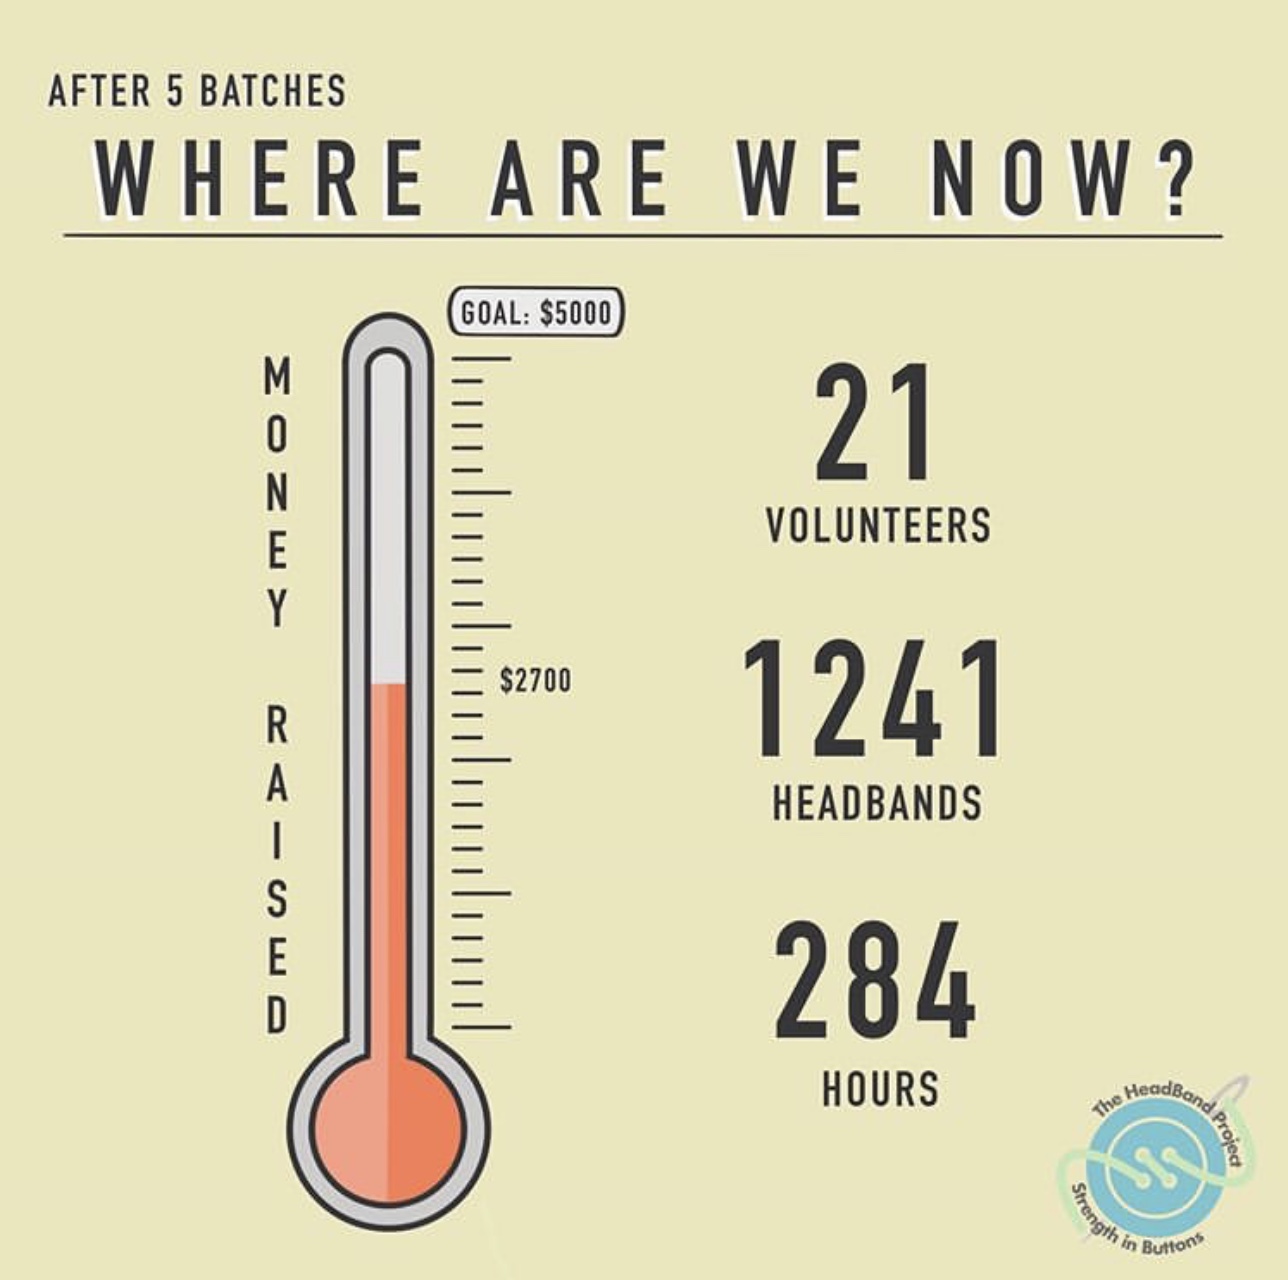 AFTER 5 BATCHES
WHERE ARE WE NOW?
GOAL: $5000
MONEY RAISED
$2700
21
VOLUNTEERS
1241
HEADBANDS
284
HOURS
The HeadBand Project
Strength in Buttons